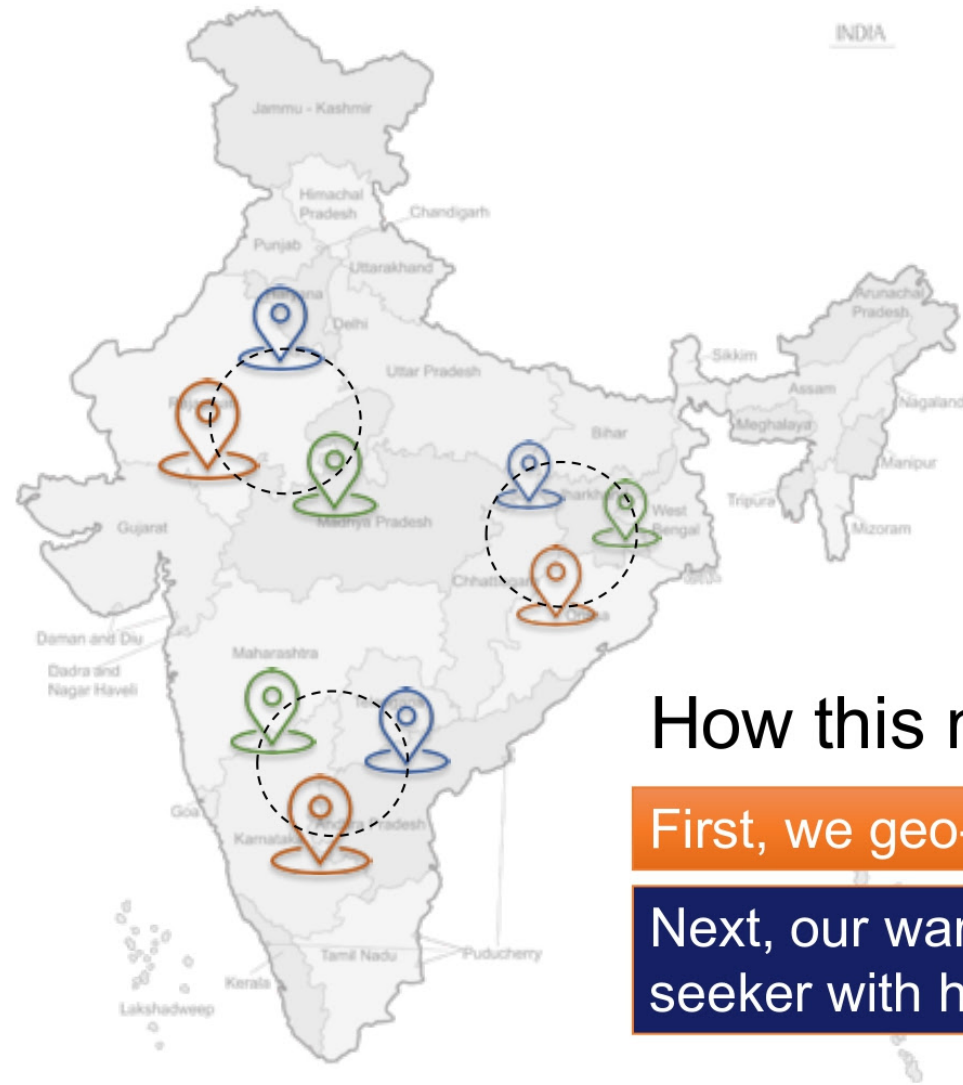 INDIA
Jammu - Kashmir
Himachal
Pradesh
Chandigarh
Punjab
Uttarakhand
Haryana
Delhi
Arunachal
Pradesh
Sikkim
Uttar Pradesh
Assam
Nagaland
Meghalaya
Bihar
Manipur
Tripura
West
Bengal
Mizoram
Gujarat
Madhya Pradesh
Daman and Diu
Dadra and
Nagar Haveli
Maharashtra
Goa
Karnataka
Andhra Pradesh
Tamil Nadu
Puducherry
Kerala
Lakshadweep
How this
First, we geo-
Next, our
seeker with